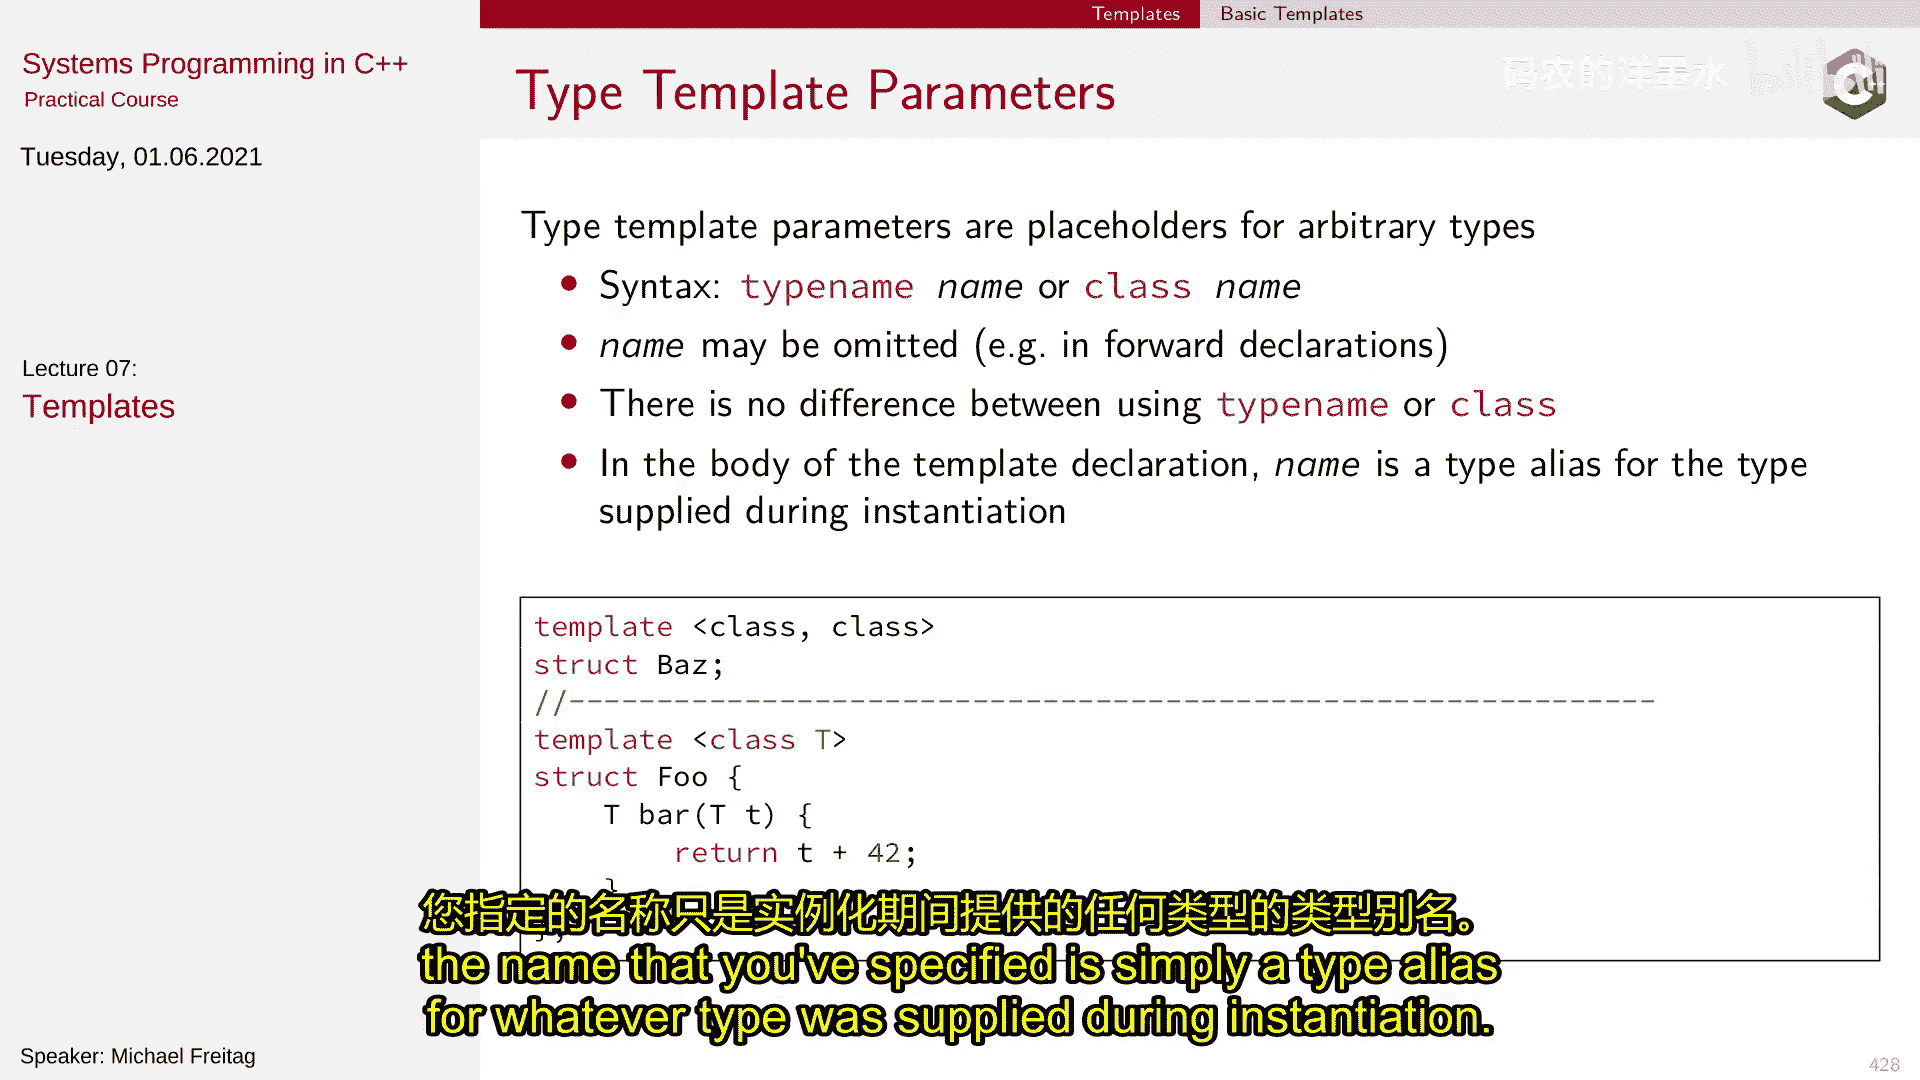 Templates
Basic Templates
Systems Programming in C++
Practical Course
Tuesday, 01.06.2021
Lecture 07:
Templates
Type Template Parameters
码农的洋墨水
Type template parameters are placeholders for arbitrary types
• Syntax: typename name or class name
• name may be omitted (e.g. in forward declarations)
• There is no difference between using typename or class
• In the body of the template declaration, name is a type alias for the type
supplied during instantiation
template <class, class>
struct Baz;
//---------------------------------------------------------------
template <class T>
struct Foo {
T bar(T t) {
return t + 42;
}
};
您指定的名称只是实例化期间提供的任何类型的类型别名。
the name that you've specified is simply a type alias
for whatever type was supplied during instantiation.
Speaker: Michael Freitag
428